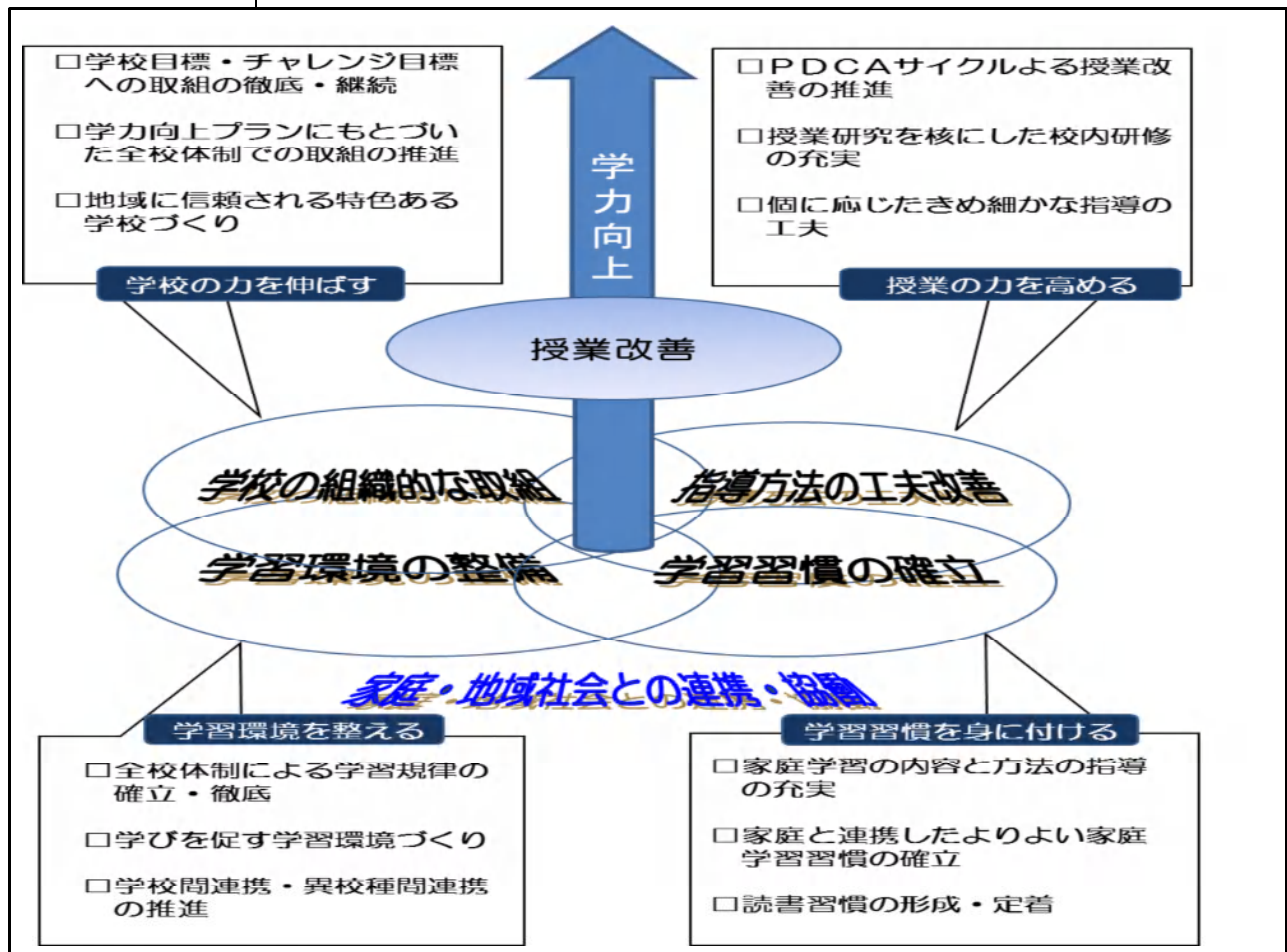 □学校目標・チャレンジ目標
への取組の徹底・継続
□学力向上プランにもとづい
た全校体制での取組の推進
□地域に信頼される特色ある
学校づくり
学校の力を伸ばす
□ＰＤＣＡサイクルよる授業改
善の推進
□授業研究を核にした校内研修
の充実
□個に応じたきめ細かな指導の
工夫
授業の力を高める
学力向上
授業改善
学校の組織的な取組
指導方法の工夫改善
学習環境の整備
学習習慣の確立
家庭・地域社会との連携・協働
学習環境を整える
□全校体制による学習規律の
確立・徹底
□学びを促す学習環境づくり
□学校間連携・異校種間連携
の推進
学習習慣を身に付ける
□家庭学習の内容と方法の指導
の充実
□家庭と連携したよりよい家庭
学習習慣の確立
□読書習慣の形成・定着